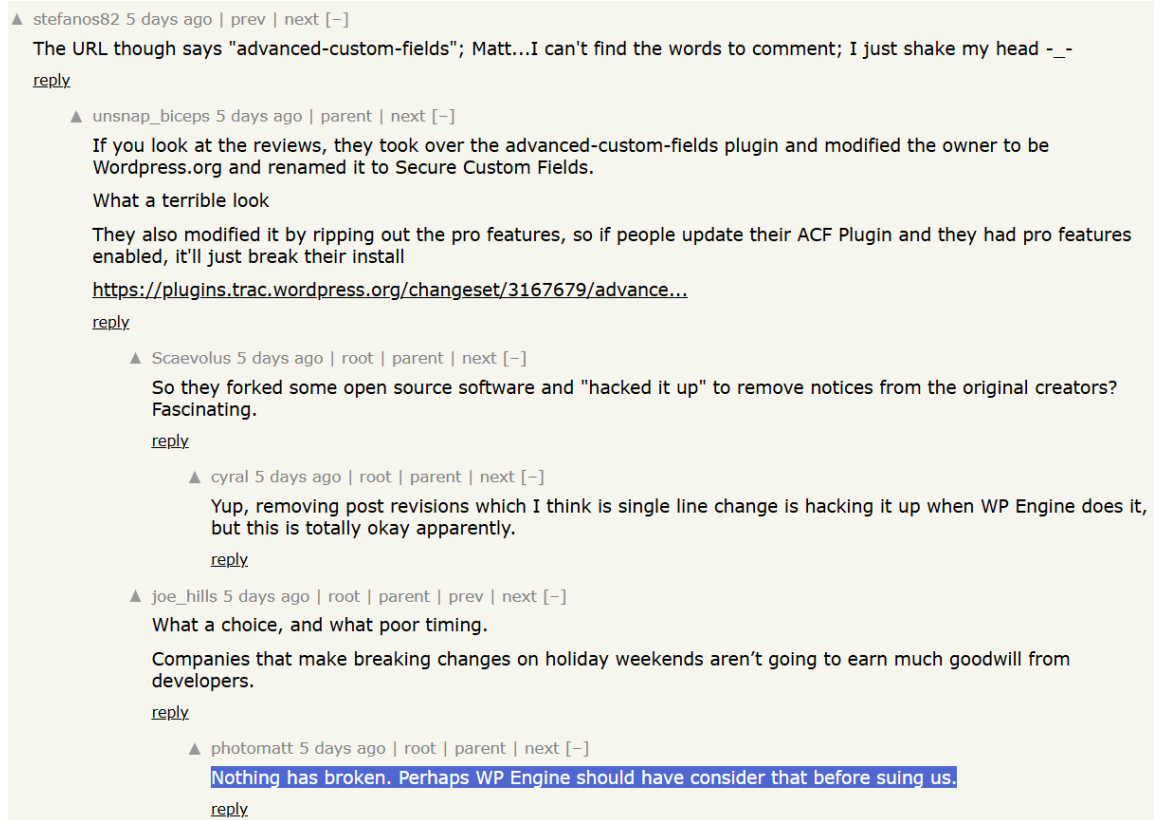 ▲ stefanos82 5 days ago | prev | next [–]
The URL though says "advanced-custom-fields"; Matt...I can't find the words to comment; I just shake my head -_-
reply
▲ unsnap_biceps 5 days ago | parent | next [–]
If you look at the reviews, they took over the advanced-custom-fields plugin and modified the owner to be
Wordpress.org and renamed it to Secure Custom Fields.
What a terrible look
They also modified it by ripping out the pro features, so if people update their ACF Plugin and they had pro features
enabled, it'll just break their install
https://plugins.trac.wordpress.org/changeset/3167679/advance...
reply
▲ Scaevolus 5 days ago | root | parent | next [–]
So they forked some open source software and "hacked it up" to remove notices from the original creators?
Fascinating.
reply
▲ cyral 5 days ago | root | parent | next [–]
Yup, removing post revisions which I think is single line change is hacking it up when WP Engine does it,
but this is totally okay apparently.
reply
▲ joe_hills 5 days ago | root | parent | prev | next [–]
What a choice, and what poor timing.
Companies that make breaking changes on holiday weekends aren’t going to earn much goodwill from
developers.
reply
▲ photomatt 5 days ago | root | parent | next [–]
Nothing has broken. Perhaps WP Engine should have consider that before suing us.
reply